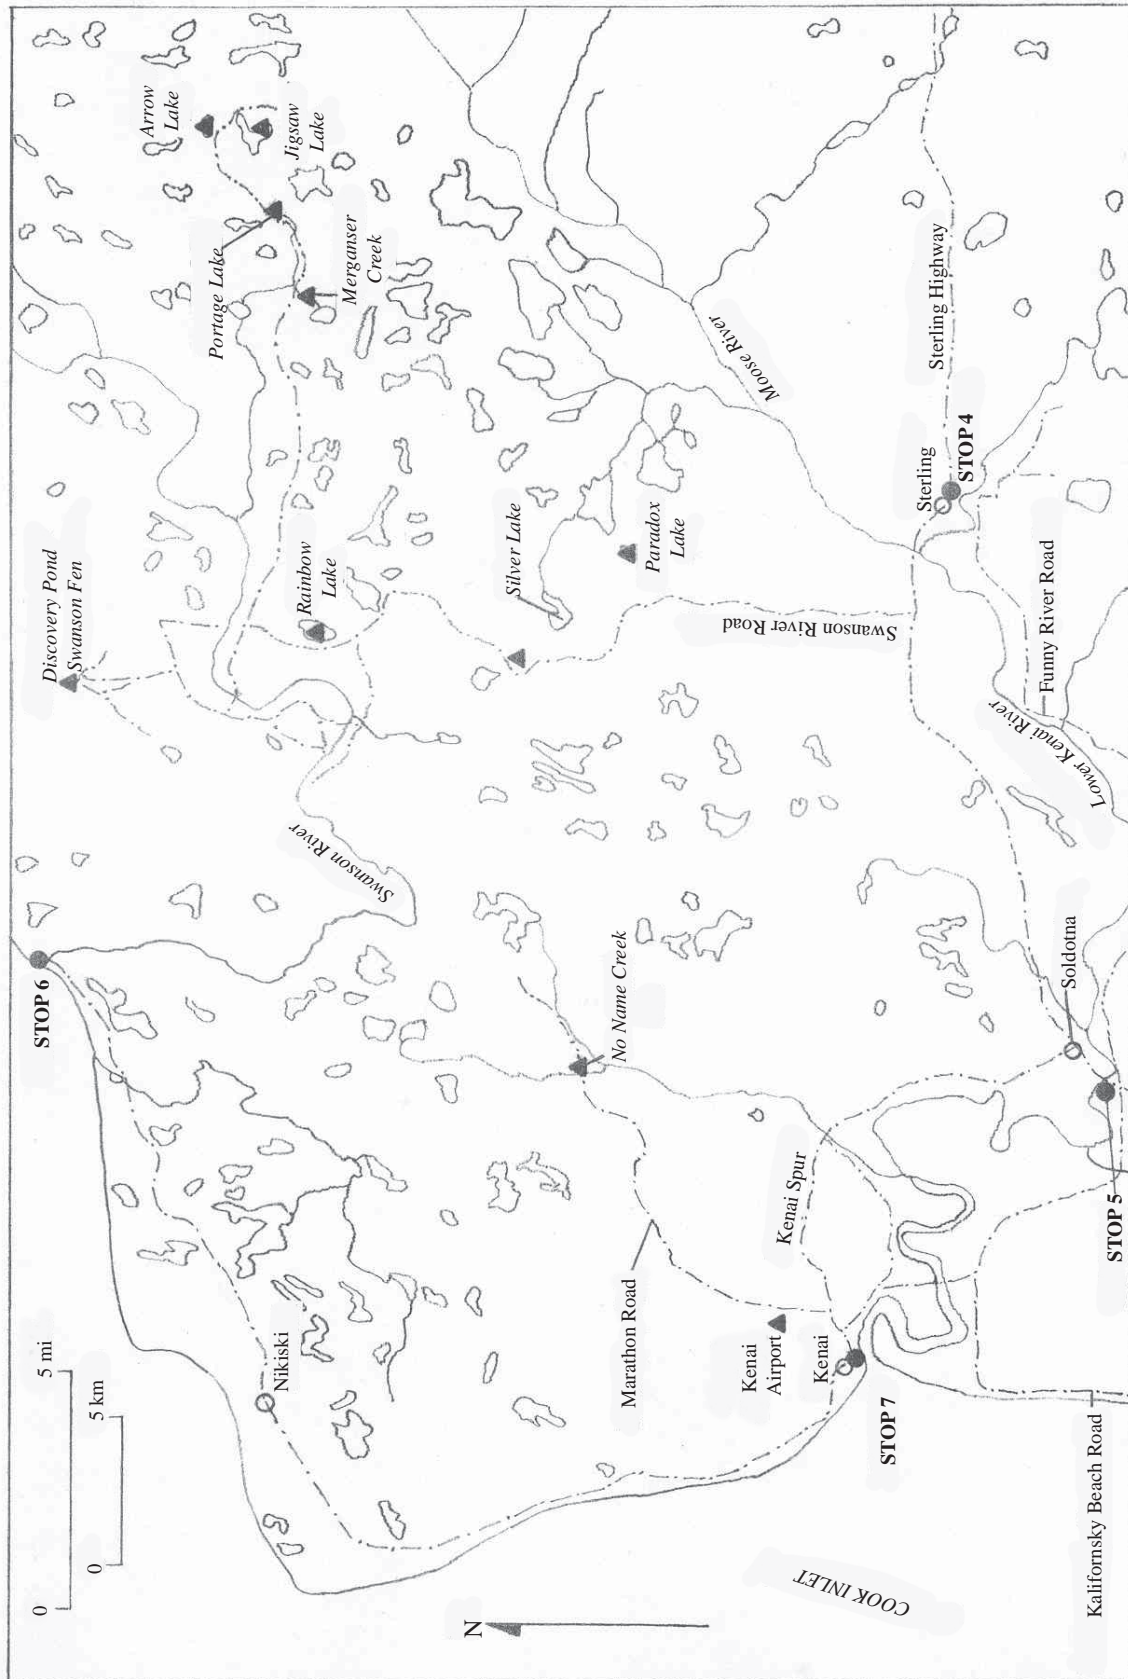 Discovery Pond
Swanson Fen
Arrow
Lake
Jigsaw
Lake
Portage Lake
Merganser
Creek
Rainbow
Lake
Silver Lake
Paradox
Lake
Moose River
Sterling Highway
Sterling
STOP 4
Swanson River Road
Funny River Road
Lower Kenai River
Swanson River
STOP 6
No Name Creek
Soldotna
STOP 5
Kenai Spur
Marathon Road
Kenai
Airport
Kenai
STOP 7
Nikiski
0
5 mi
0
5 km
N
COOK INLET
Kalifornsky Beach Road